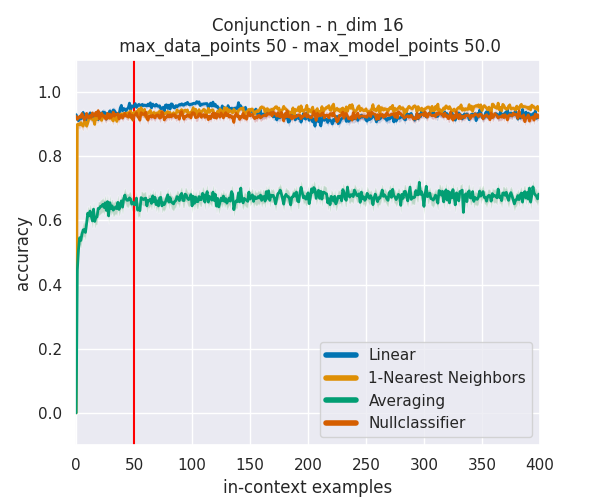 Conjunction - n_dim 16
max_data_points 50 - max_model_points 50.0
accuracy
1.0
0.8
0.6
0.4
0.2
0.0
Linear
1-Nearest Neighbors
Averaging
Nullclassifier
0 50 100 150 200 250 300 350 400
in-context examples